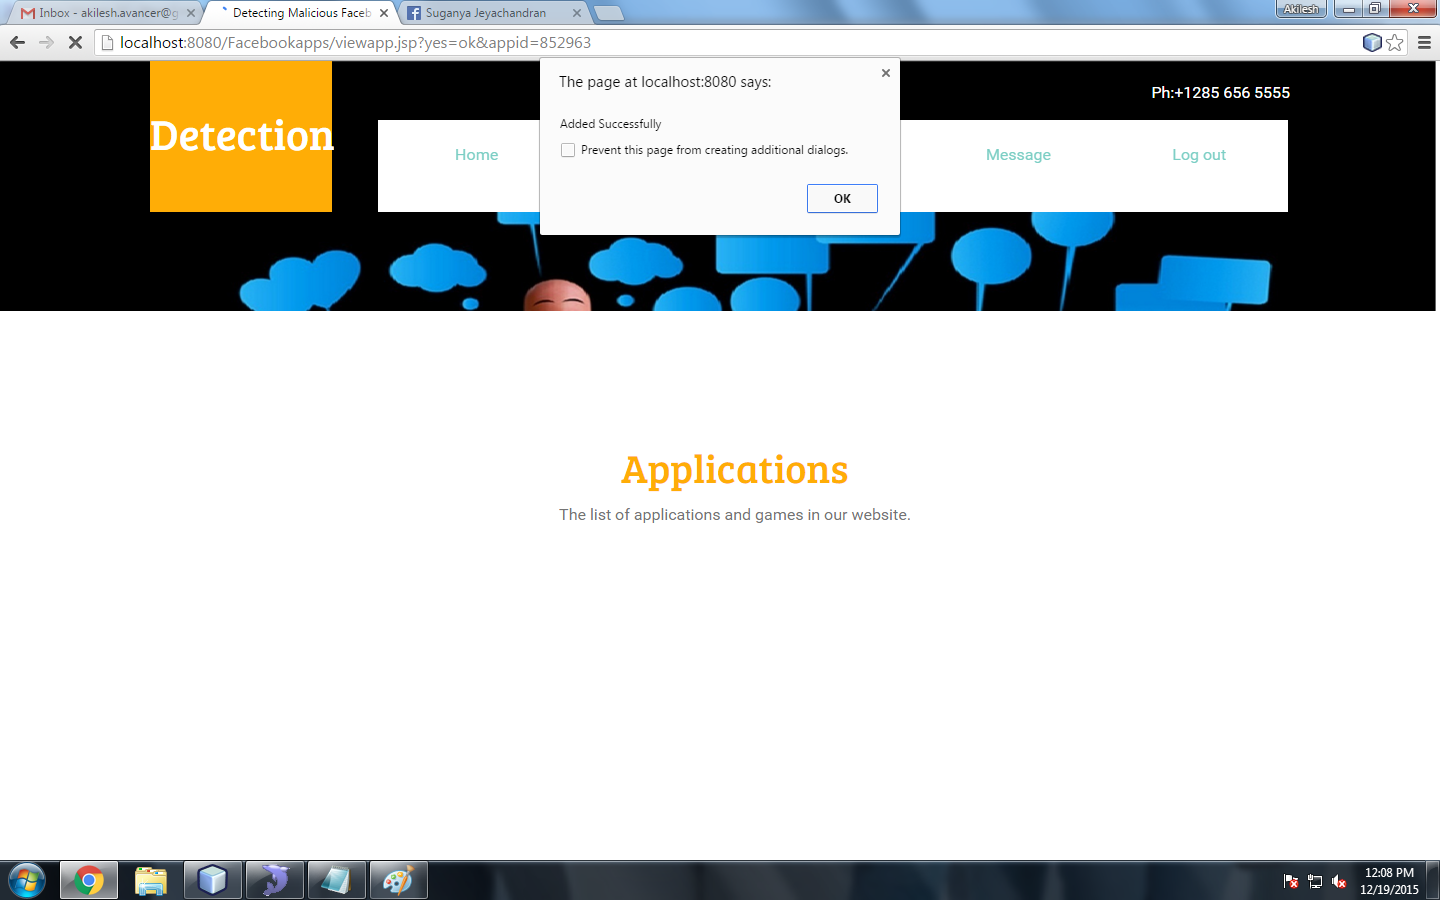 Inbox - akilesh.avancer@g
Detecting Malicious Faceb
Suganya Jeyachandran
Akilesh
localhost:8080/Facebookapps/viewapp.jsp?yes=ok&appid=852963
The page at localhost:8080 says:
Added Successfully
Prevent this page from creating additional dialogs.
OK
Ph:+1285 656 5555
Detection
Home
Message
Log out
Applications
The list of applications and games in our website.
12:08 PM
12/19/2015